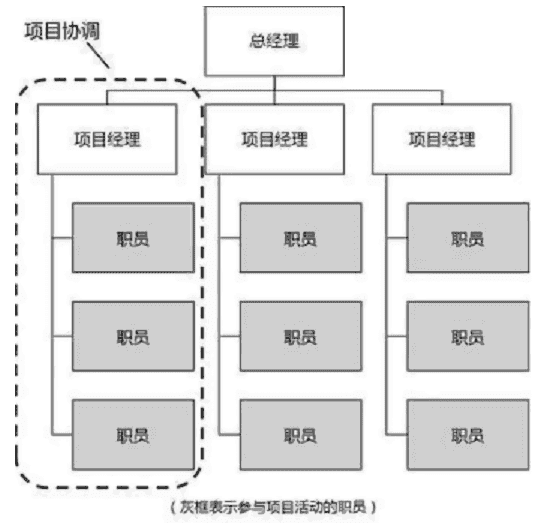 项目协调
总经理
项目经理 项目经理 项目经理
职员 职员 职员
职员 职员 职员
职员 职员 职员
(灰框表示参与项目活动的职员)